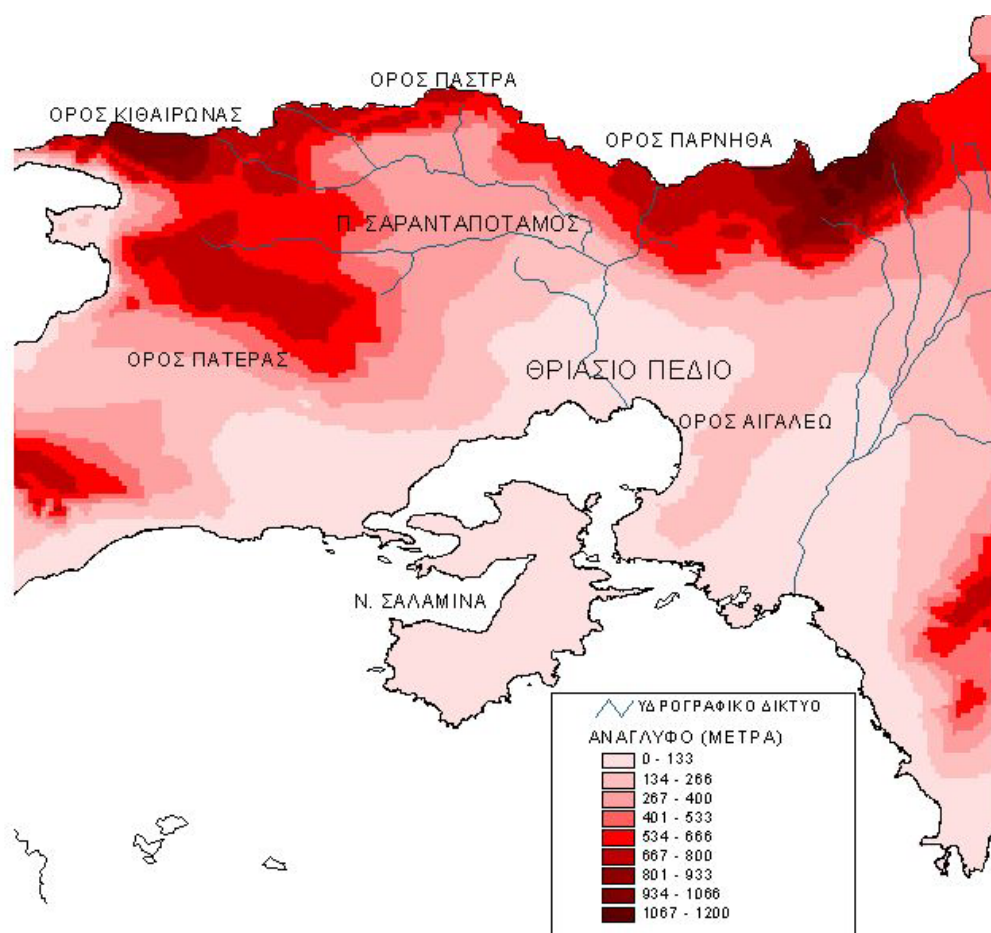 ΟΡΟΣ ΠΑΣΤΡΑ
ΟΡΟΣ ΚΙΘΑΙΡΩΝΑΣ
ΟΡΟΣ ΠΑΡΝΗΘΑ
Π. ΣΑΡΑΝΤΑΠΟΤΑΜΟΣ
ΟΡΟΣ ΠΑΤΕΡΑΣ
ΘΡΙΑΣΙΟ ΠΕΔΙΟ
ΟΡΟΣ ΑΙΓΑΛΕΩ
Ν. ΣΑΛΑΜΙΝΑ
ΥΔΡΟΓΡΑΦΙΚΟ ΔΙΚΤΥΟ
ΑΝΑΓΛΥΦΟ (ΜΕΤΡΑ)
0 - 133
134 - 266
267 - 400
401 - 533
534 - 666
667 - 800
801 - 933
934 - 1066
1067 - 1200